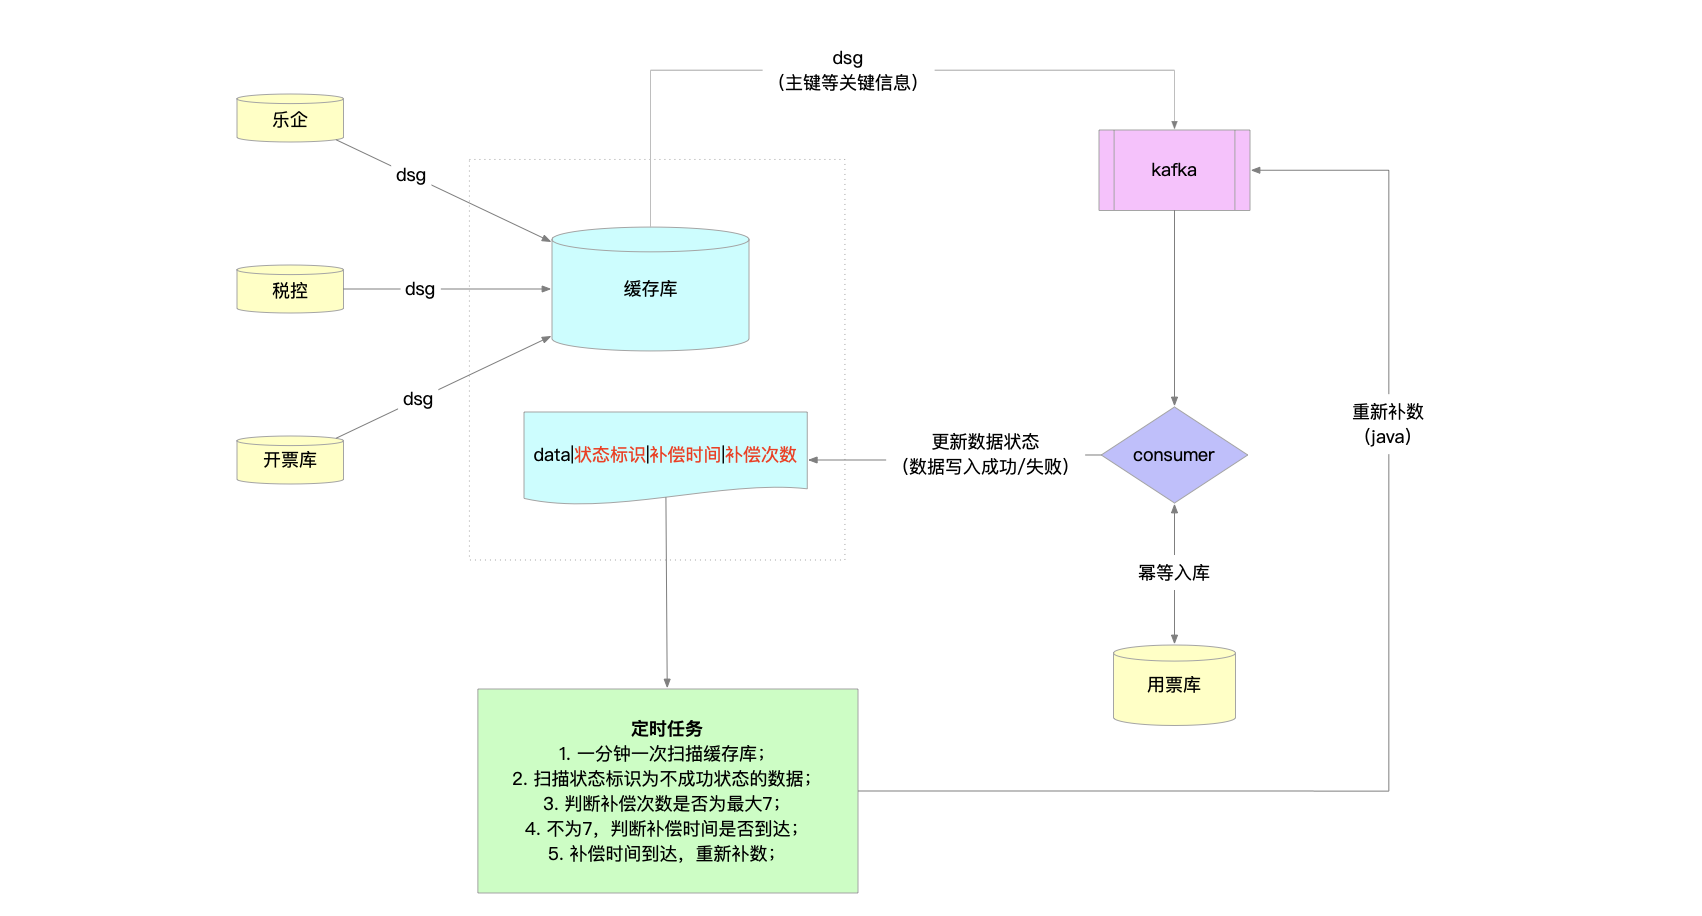 dsg
（主键等关键信息）
乐企
dsg
kafka
税控
dsg
缓存库
dsg
开票库
data|状态标识|补偿时间|补偿次数
更新数据状态
（数据写入成功/失败）
consumer
重新补数
（java）
幂等入库
用票库
定时任务
1. 一分钟一次扫描缓存库；
2. 扫描状态标识为不成功状态的数据；
3. 判断补偿次数是否为最大7；
4. 不为7，判断补偿时间是否到达；
5. 补偿时间到达，重新补数；